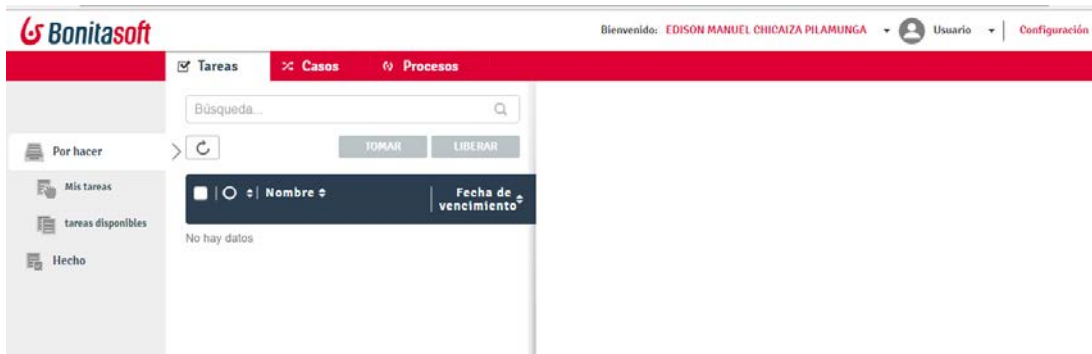 Bonitasoft
Bienvenido: EDISON MANUEL CHICAIZA PILAMUNGA Usuario Configuración
Tareas Casos Procesos
Búsqueda...
Por hacer
TOMAR LIBERAR
Mis tareas
Nombre Fecha de vencimiento
tareas disponibles
No hay datos
Hecho